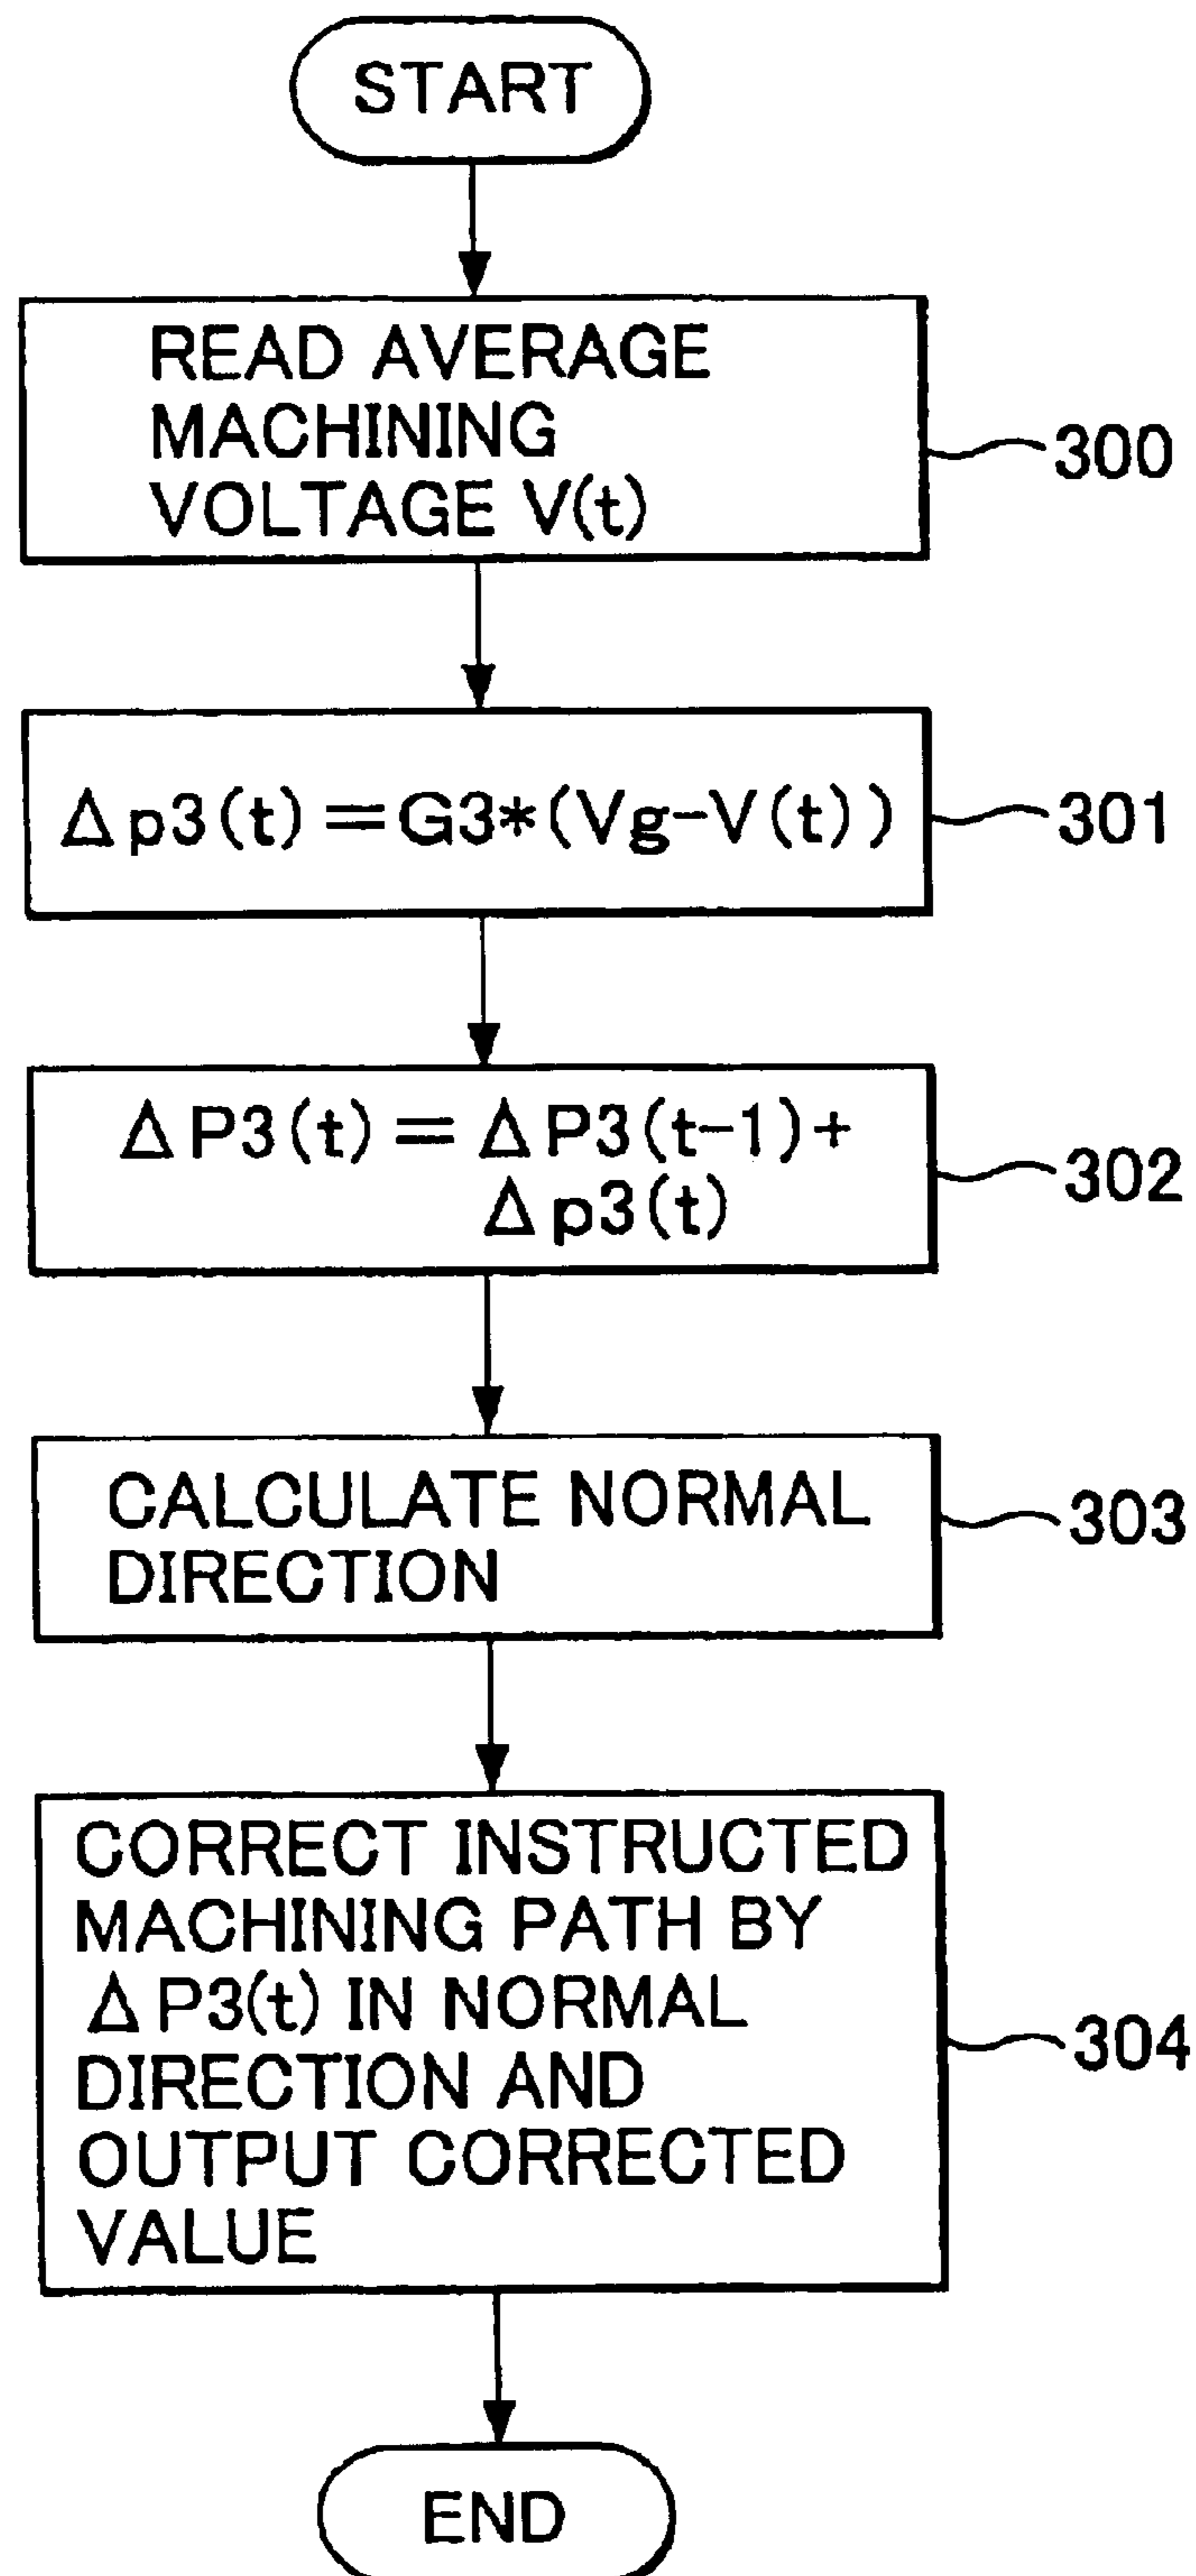 START
READ AVERAGE
MACHINING
VOLTAGE V(t)
300
Δp3(t)=G3*(Vg-V(t))
301
ΔP3(t)=ΔP3(t-1)+
Δp3(t)
302
CALCULATE NORMAL
DIRECTION
303
CORRECT INSTRUCTED
MACHINING PATH BY
ΔP3(t) IN NORMAL
DIRECTION AND
OUTPUT CORRECTED
VALUE
304
END